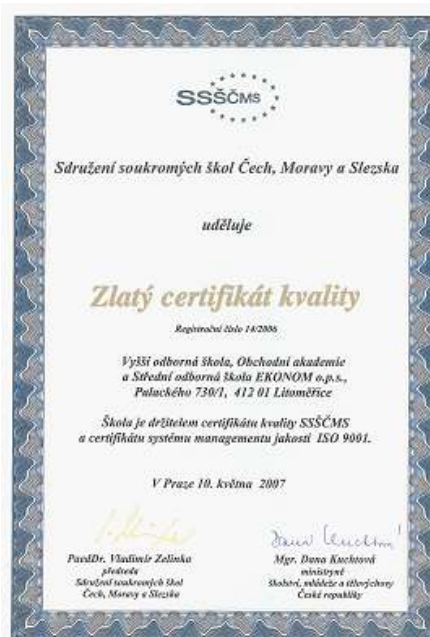 SSŠČMS
Sdružení soukromých škol Čech, Moravy a Slezska
uděluje
Zlatý certifikát kvality
Registrační číslo 14/2006
Vyšší odborná škola, Obchodní akademie
a Střední odborná škola EKONOM o.p.s.,
Palackého 730/1, 412 01 Litoměřice
Škola je držitelem certifikátu kvality SSŠČMS
a certifikátu systému managementu jakosti ISO 9001.
V Praze 10. května 2007
PaedDr. Vladimír Zelinka
předseda
Sdružení soukromých škol
Čech, Moravy a Slezska
Dana Kuchtová
Mgr. Dana Kuchtová
ministryně
školství, mládeže a tělovýchovy
České republiky